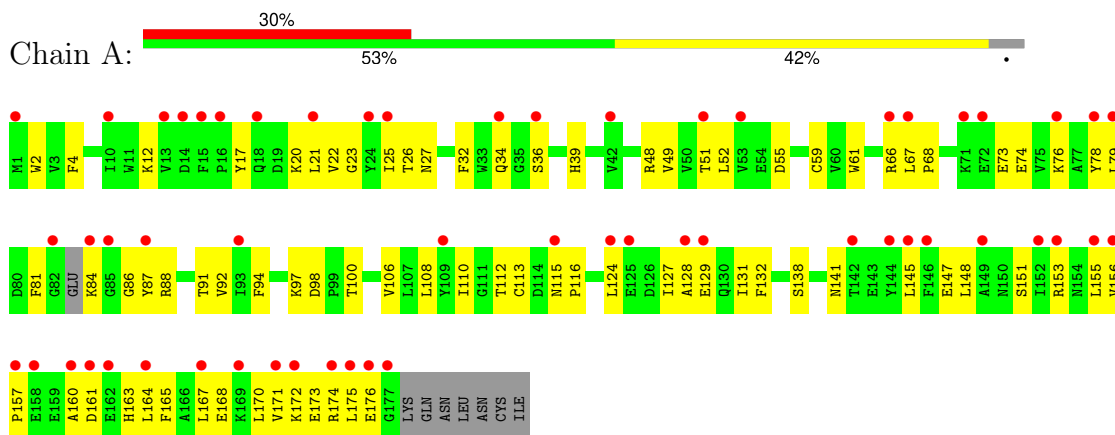 30%
Chain A:
53% 42% •
M1 W2 V3 F4 I10 W11 K12 V13 D14 F15 P16 Y17 Q18 D19 K20 L21 V22 G23 Y24 I25 T26 N27 F32 W33 Q34 G35 S36 H39 V42 R48 V49 V50 T51 L52 V53 E54 D55 C59 V60 W61 R66 L67 P68 K71 E72 E73 E74 V75 K76 A77 Y78 L79
D80 F81 G82 GLU K84 G85 G86 Y87 R88 T91 V92 I93 F94 K97 D98 P99 T100 V106 L107 L108 Y109 I110 G111 T112 C113 D114 N115 P116 L124 E125 D126 I127 A128 E129 Q130 I131 F132 S138 N141 T142 E143 Y144 L145 F146 E147 L148 A149 N150 S151 I152 R153 N154 L155
P157 E158 E159 A160 D161 E162 H163 L164 F165 A166 L167 E168 K169 L170 V171 K172 E173 R174 L175 E176 G177 LYS GLN ASN LEU ASN CYS ILE